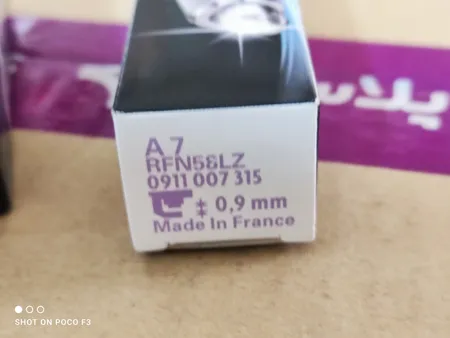 پلاس
A 7
RFN58LZ
0911 007 315
0,9 mm
Made In France
SHOT ON POCO F3